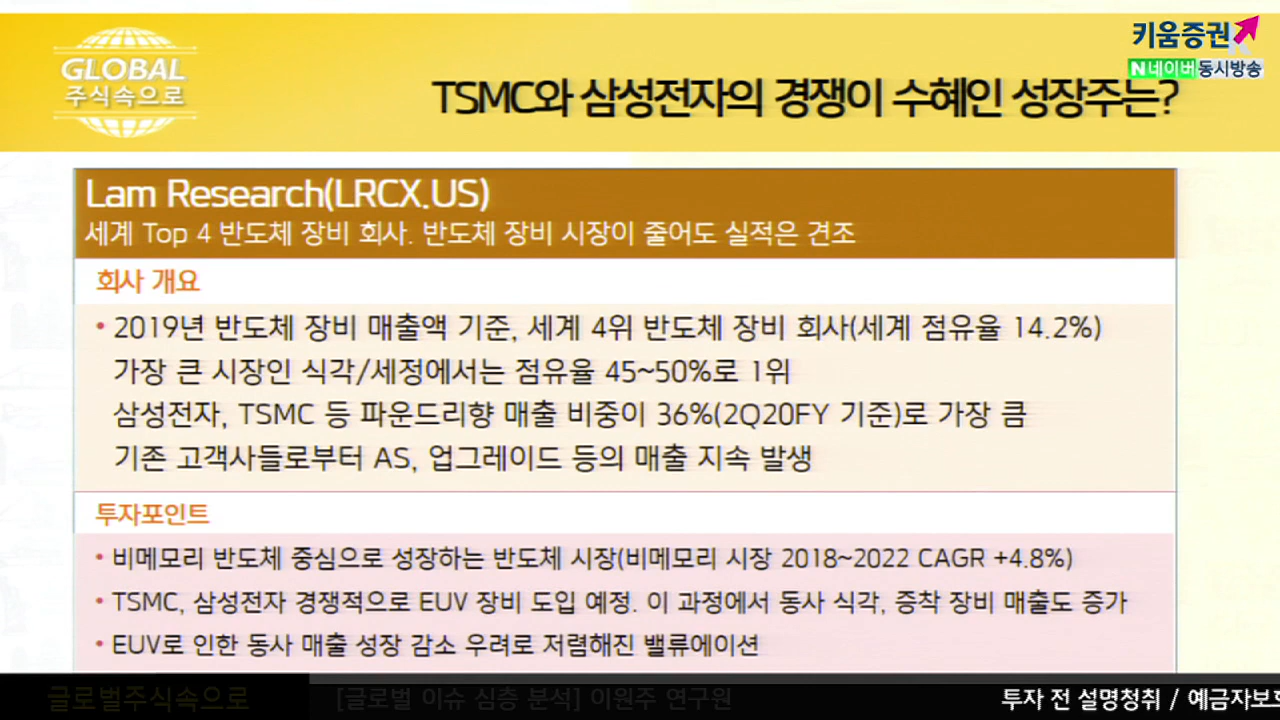 GLOBAL
주식속으로
키움증권
N 네이버 동시방송
TSMC와 삼성전자의 경쟁이 수혜인 성장주는?
Lam Research(LRCX.US)
세계 Top 4 반도체 장비 회사. 반도체 장비 시장이 줄어도 실적은 견조
회사 개요
• 2019년 반도체 장비 매출액 기준, 세계 4위 반도체 장비 회사(세계 점유율 14.2%)
가장 큰 시장인 식각/세정에서는 점유율 45~50%로 1위
삼성전자, TSMC 등 파운드리향 매출 비중이 36%(2Q20FY 기준)로 가장 큼
기존 고객사들로부터 AS, 업그레이드 등의 매출 지속 발생
투자포인트
• 비메모리 반도체 중심으로 성장하는 반도체 시장(비메모리 시장 2018~2022 CAGR +4.8%)
• TSMC, 삼성전자 경쟁적으로 EUV 장비 도입 예정. 이 과정에서 동사 식각, 증착 장비 매출도 증가
• EUV로 인한 동사 매출 성장 감소 우려로 저렴해진 밸류에이션
글로벌주식속으로
[글로벌 이슈 심층 분석] 이원주 연구원
투자 전 설명청취 / 예금자보호